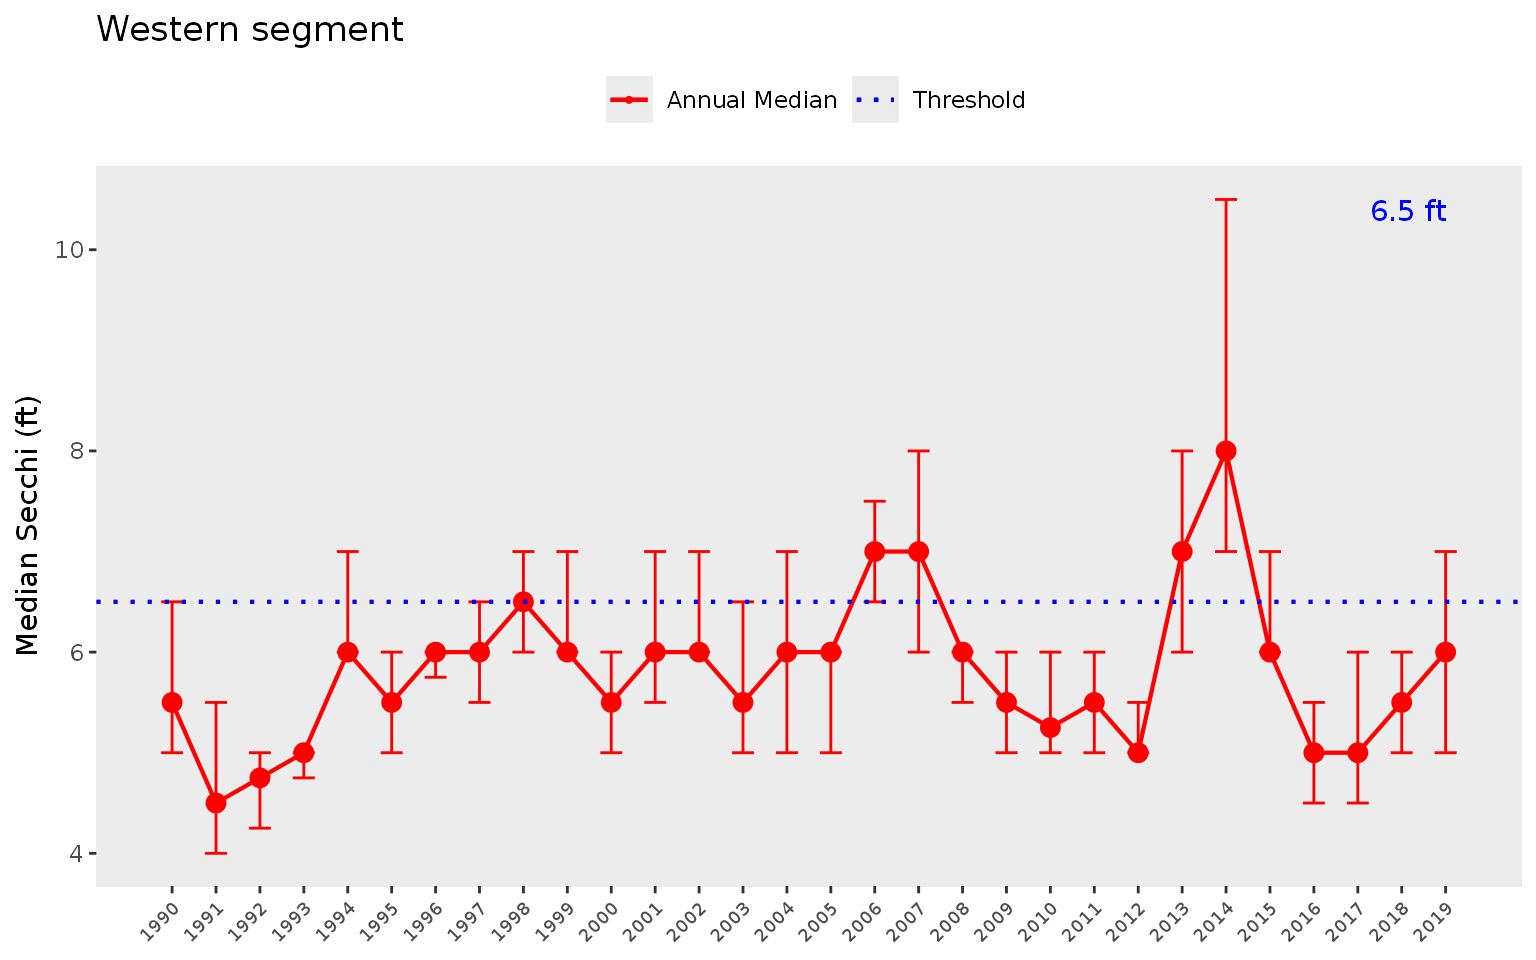 Western segment
Annual Median Threshold
6.5 ft
Median Secchi (ft)
10
8
6
4
1990 1991 1992 1993 1994 1995 1996 1997 1998 1999 2000 2001 2002 2003 2004 2005 2006 2007 2008 2009 2010 2011 2012 2013 2014 2015 2016 2017 2018 2019